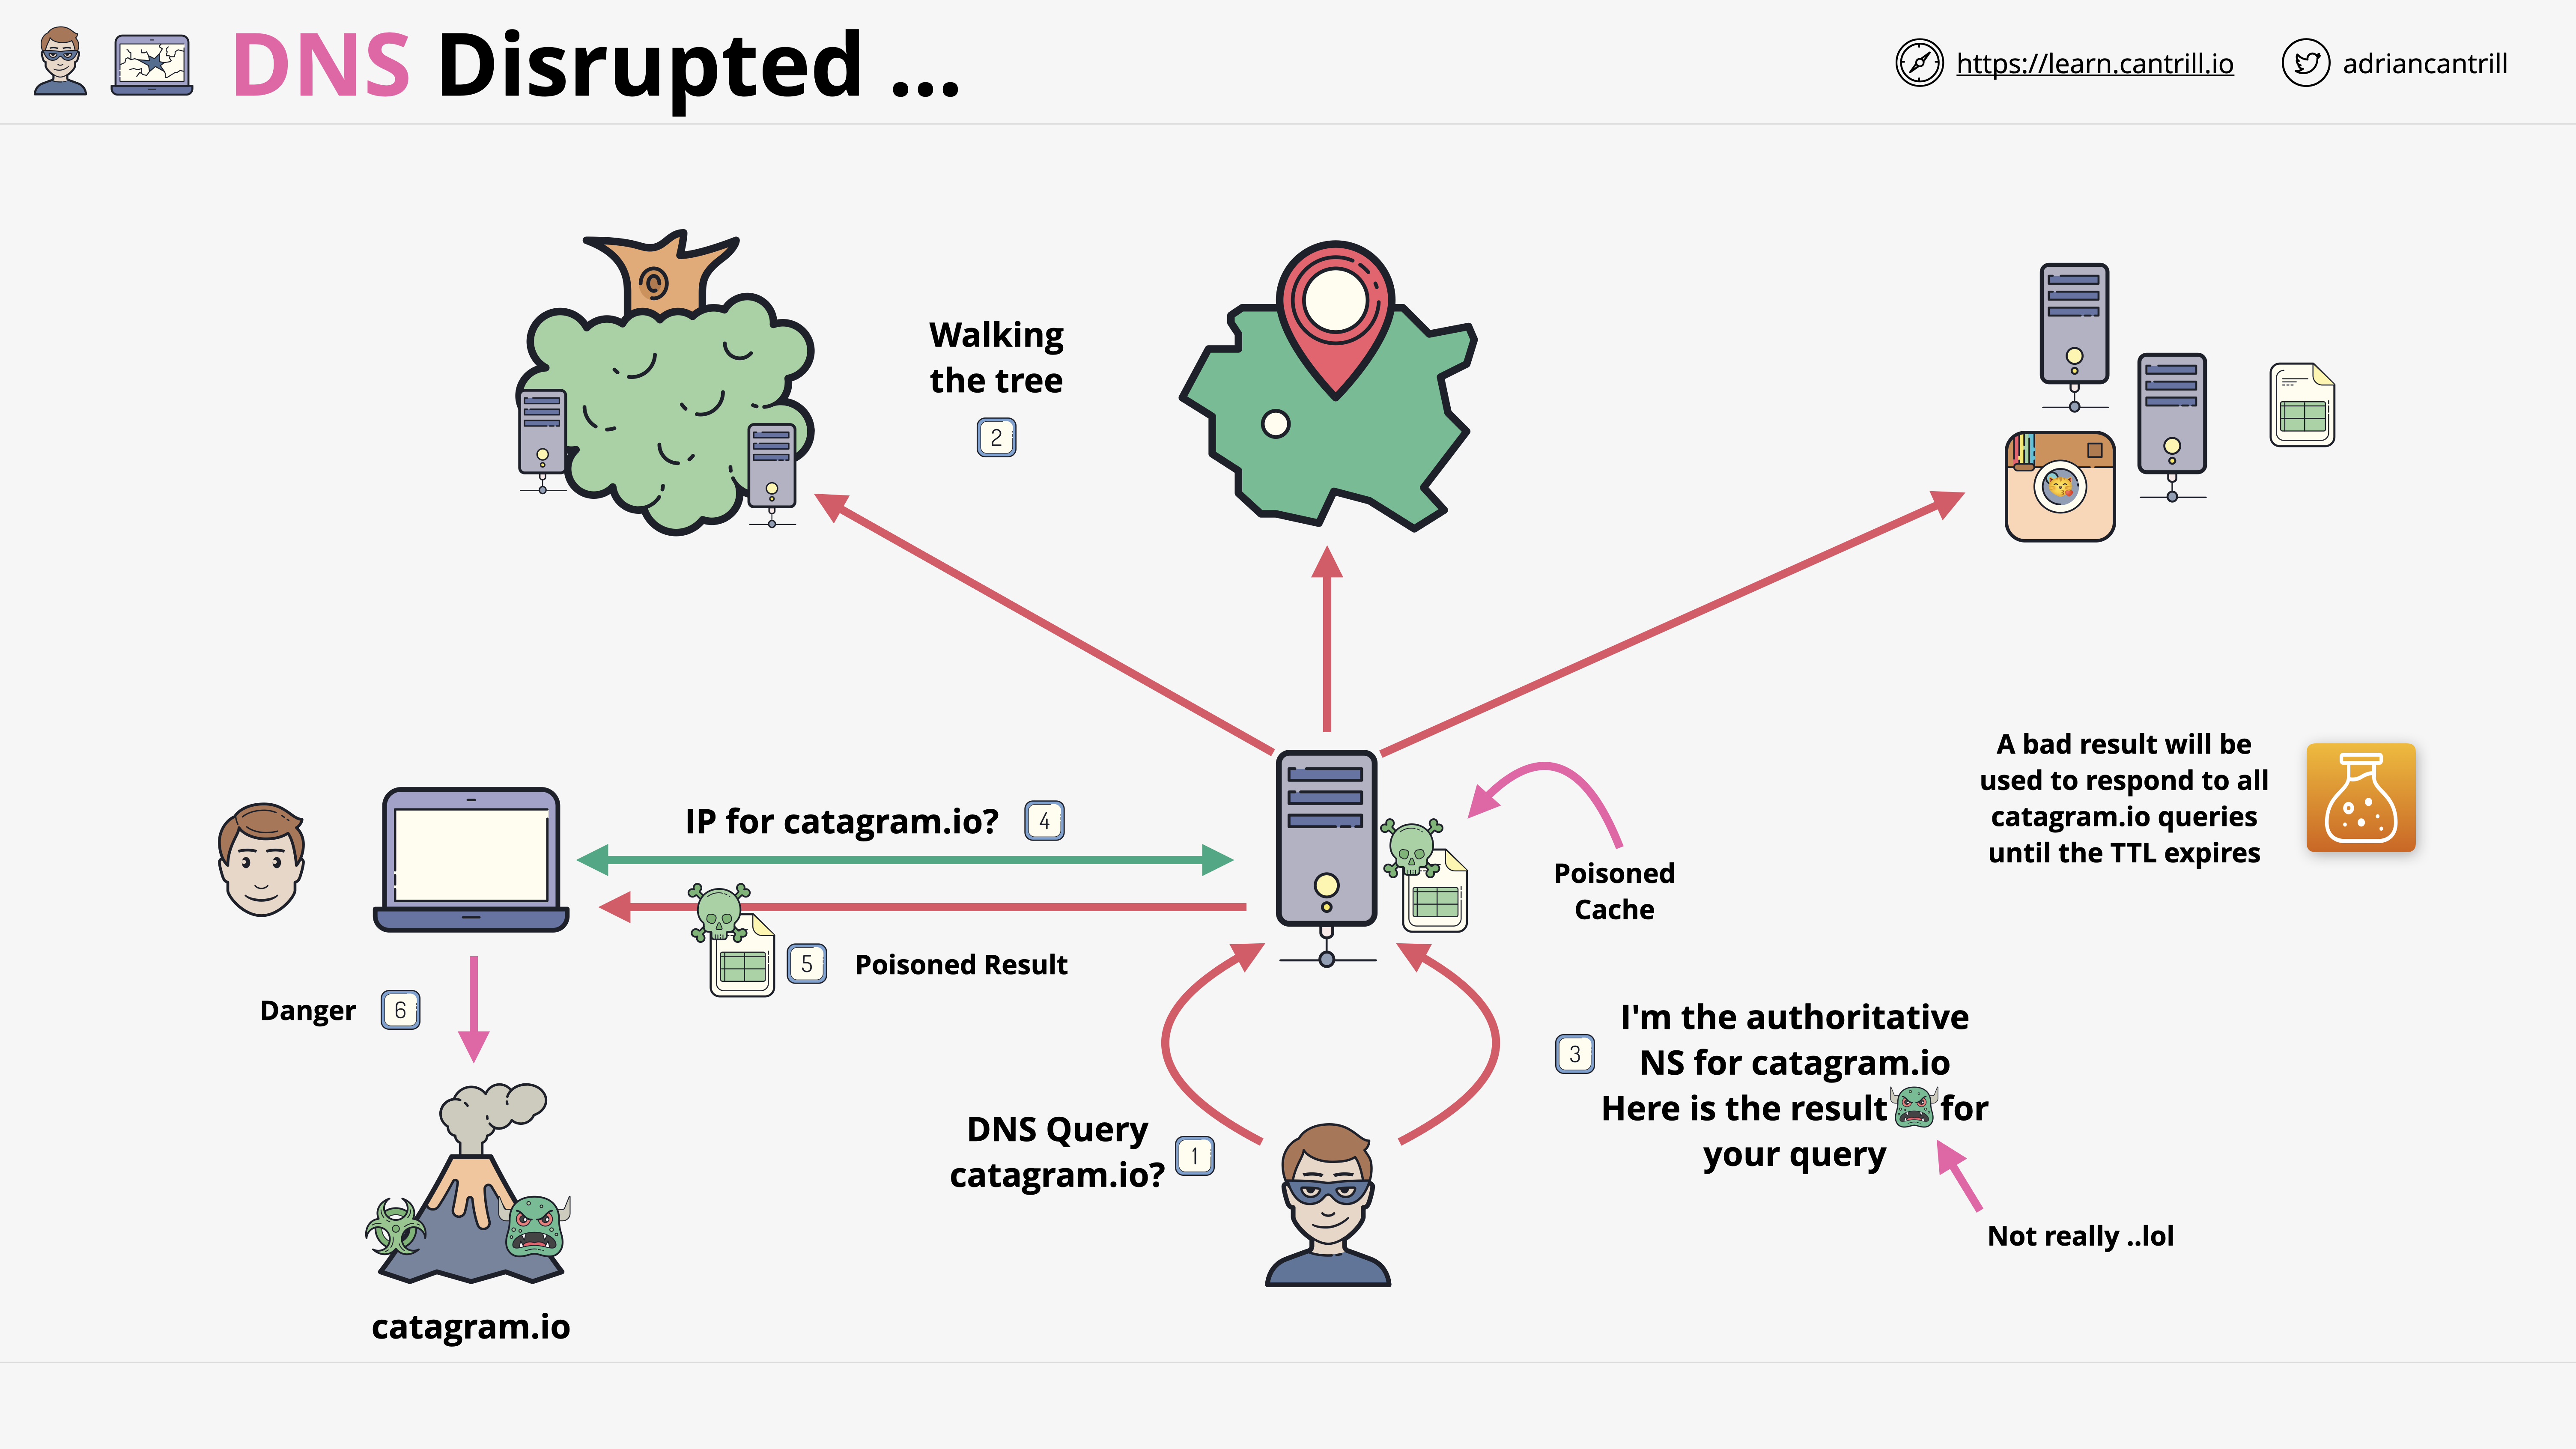 DNS Disrupted ...
https://learn.cantrill.io
adriancantrill
Walking
the tree
2
A bad result will be
used to respond to all
catagram.io queries
until the TTL expires
IP for catagram.io? 4
Poisoned
Cache
5 Poisoned Result
Danger 6
3
I'm the authoritative
NS for catagram.io
Here is the result for
your query
DNS Query
catagram.io?
1
Not really ..lol
catagram.io